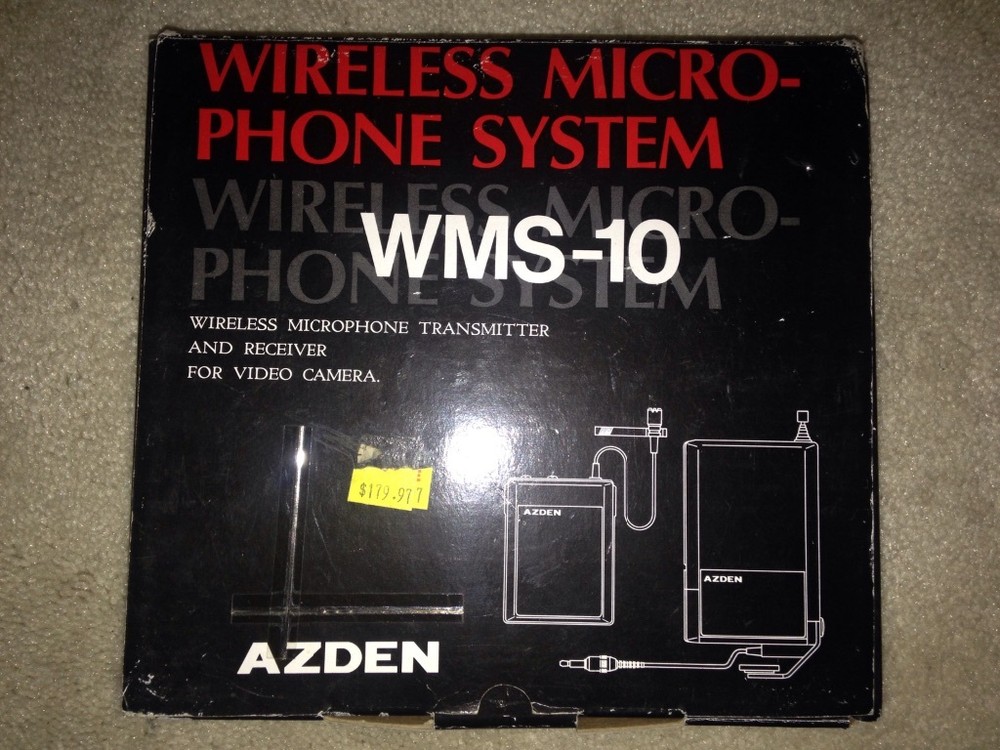 WIRELESS MICRO-
PHONE SYSTEM
WIRELESS MICRO-
PHONE SYSTEM
WMS-10
WIRELESS MICROPHONE TRANSMITTER
AND RECEIVER
FOR VIDEO CAMERA.
$179.97
AZDEN
AZDEN
AZDEN